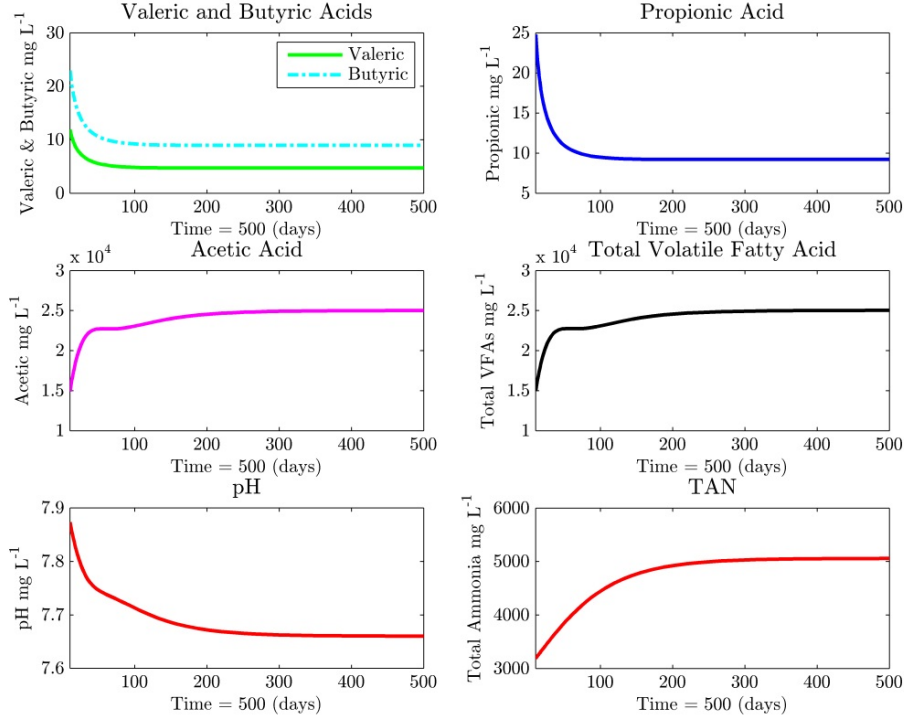 Valeric and Butyric Acids
Valeric & Butyric mg L-1
30
20
10
0
Valeric
Butyric
100 200 300 400 500
Time = 500 (days)
Propionic Acid
Propionic mg L-1
25
20
15
10
5
100 200 300 400 500
Time = 500 (days)
Acetic Acid
x 10^4
Acetic mg L-1
3
2.5
2
1.5
1
100 200 300 400 500
Time = 500 (days)
Total Volatile Fatty Acid
x 10^4
Total VFAs mg L-1
3
2.5
2
1.5
1
100 200 300 400 500
Time = 500 (days)
pH
pH mg L-1
7.9
7.8
7.7
7.6
100 200 300 400 500
Time = 500 (days)
TAN
Total Ammonia mg L-1
6000
5000
4000
3000
100 200 300 400 500
Time = 500 (days)